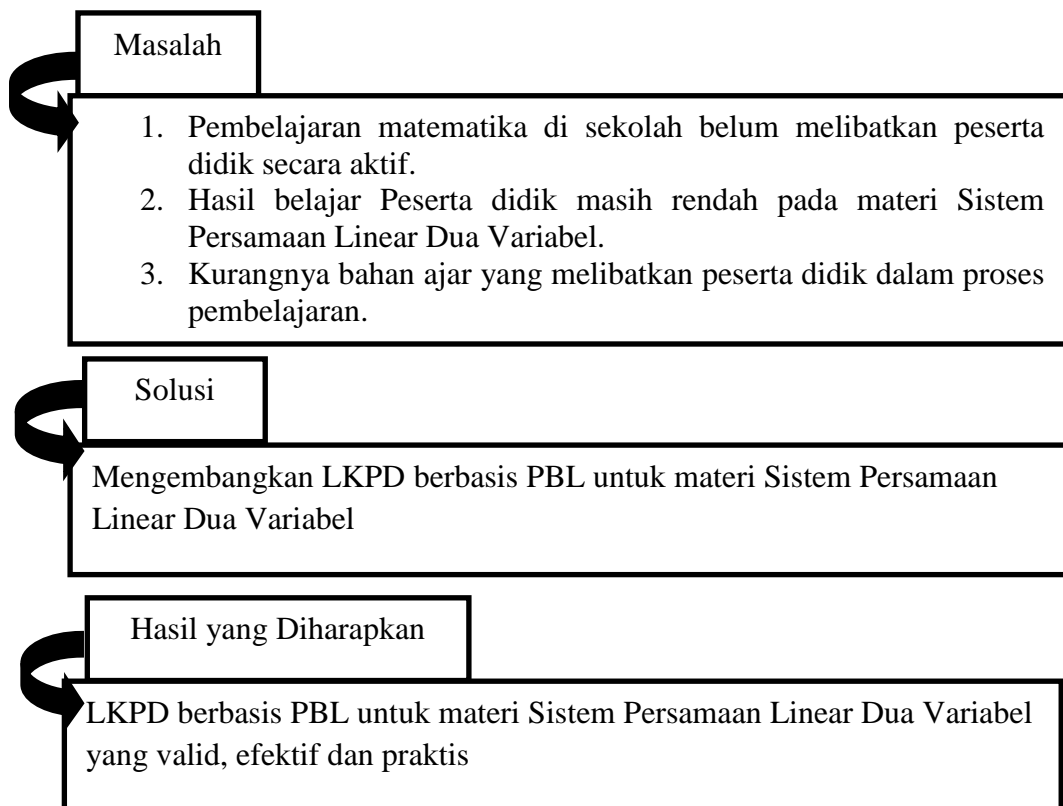 Masalah
1. Pembelajaran matematika di sekolah belum melibatkan peserta
didik secara aktif.
2. Hasil belajar Peserta didik masih rendah pada materi Sistem
Persamaan Linear Dua Variabel.
3. Kurangnya bahan ajar yang melibatkan peserta didik dalam proses
pembelajaran.
Solusi
Mengembangkan LKPD berbasis PBL untuk materi Sistem Persamaan
Linear Dua Variabel
Hasil yang Diharapkan
LKPD berbasis PBL untuk materi Sistem Persamaan Linear Dua Variabel
yang valid, efektif dan praktis